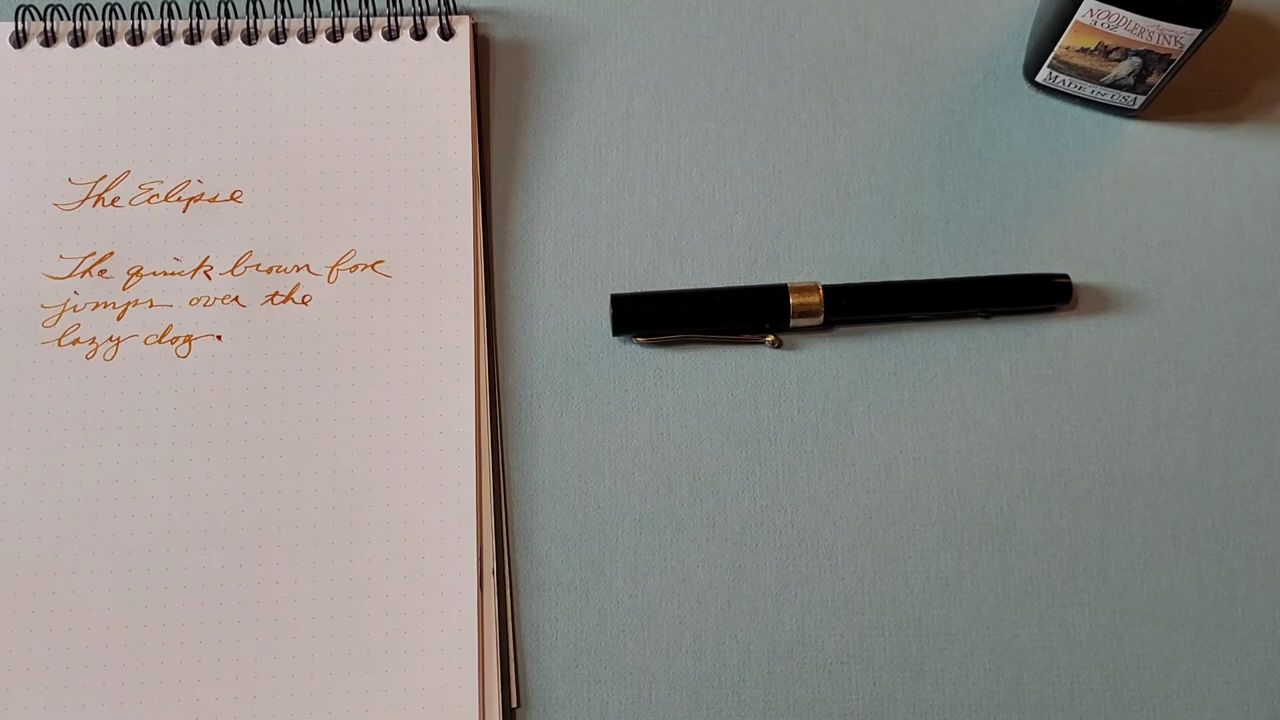 The Eclipse
The quick brown fox
jumps over the
lazy dog.
NOODLER'S INK
3 OZ
MADE IN USA